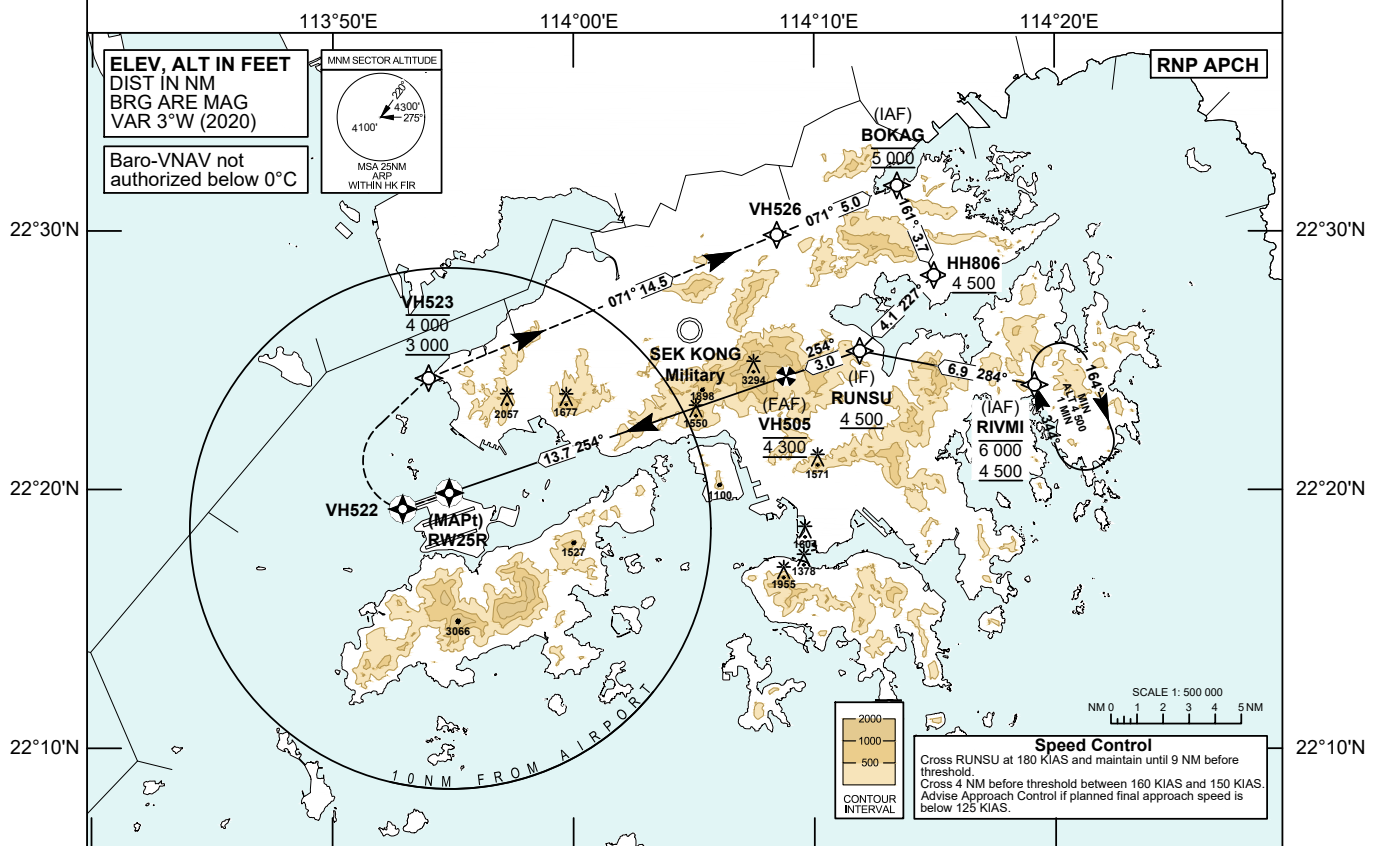 113°50'E 114°00'E 114°10'E 114°20'E
ELEV, ALT IN FEET
DIST IN NM
BRG ARE MAG
VAR 3°W (2020)
Baro-VNAV not
authorized below 0°C
MNM SECTOR ALTITUDE
220°
4300'
275°
4100'
MSA 25NM
ARP
WITHIN HK FIR
RNP APCH
(IAF)
BOKAG
5 000
071° 5.0
161° 3.7
VH526
22°30'N
22°30'N
HH806
4 500
4.1 227°
071° 14.5
VH523
4 000
3 000
SEK KONG
Military
254°
3.0
3294
1898
1550
2057
1677
(IF)
RUNSU
4 500
6.9 284°
(FAF)
VH505
4 300
(IAF)
RIVMI
6 000
4 500
164°
MIN
ALT 4 500
1 MIN
344°
13.7 254°
1571
1100
22°20'N
22°20'N
VH522
(MAPt)
RW25R
1527
1604
1378
1955
3066
10NM FROM AIRPORT
22°10'N
22°10'N
2000
1000
500
CONTOUR
INTERVAL
SCALE 1: 500 000
NM 0 1 2 3 4 5 NM
Speed Control
Cross RUNSU at 180 KIAS and maintain until 9 NM before
threshold.
Cross 4 NM before threshold between 160 KIAS and 150 KIAS.
Advise Approach Control if planned final approach speed is
below 125 KIAS.